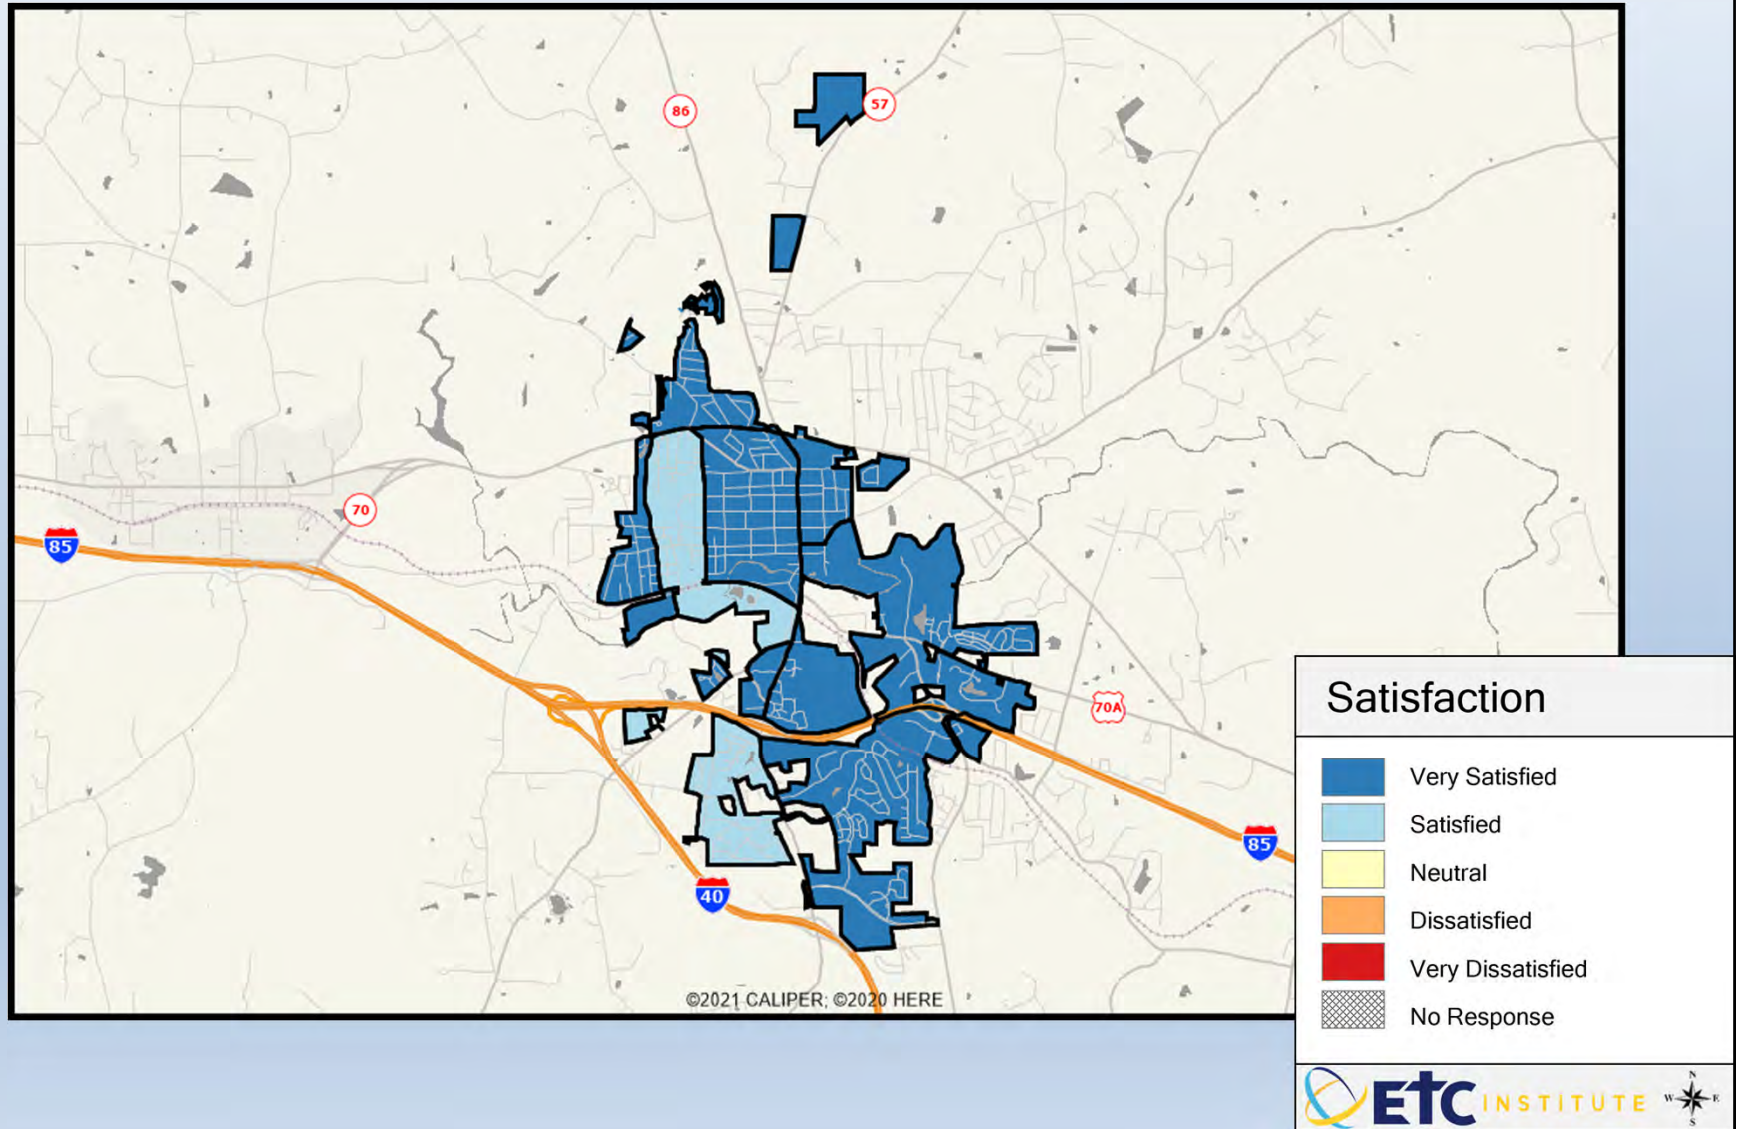 86
57
70
85
70A
85
40
©2021 CALIPER; ©2020 HERE
Satisfaction
Very Satisfied
Satisfied
Neutral
Dissatisfied
Very Dissatisfied
No Response
ETC INSTITUTE
N
W E
S